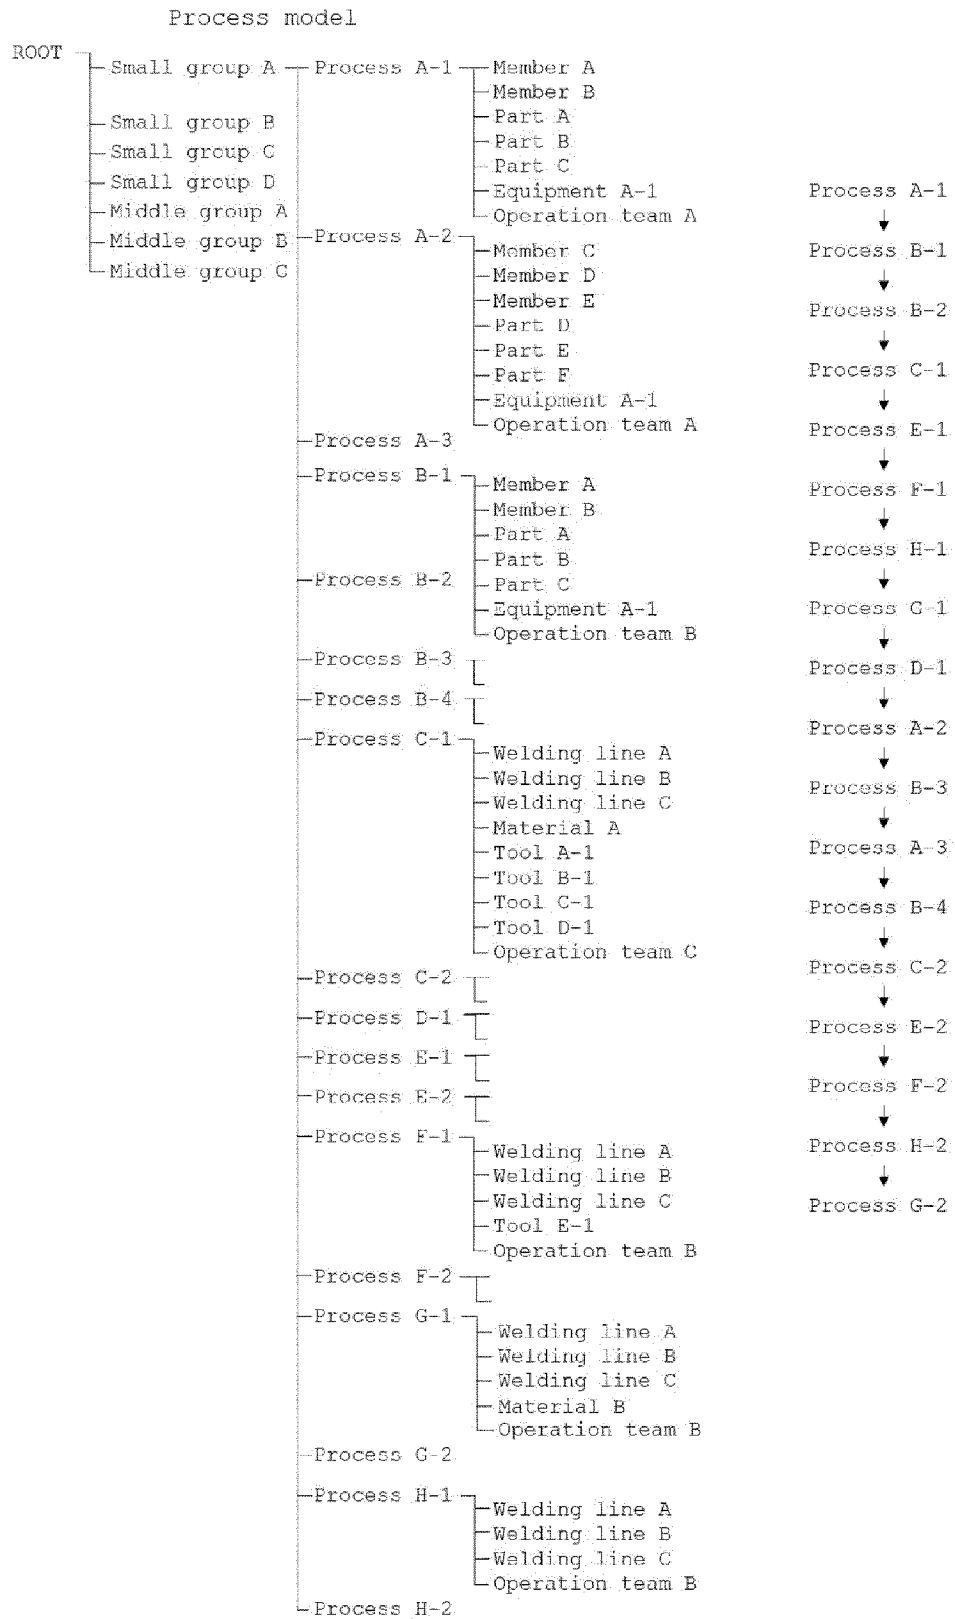 Process model
ROOT
Small group A
Small group B
Small group C
Small group D
Middle group A
Middle group B
Middle group C
Process A-1
Member A
Member B
Part A
Part B
Part C
Equipment A-1
Operation team A
Process A-2
Member C
Member D
Member E
Part D
Part E
Part F
Equipment A-1
Operation team A
Process A-3
Process B-1
Member A
Member B
Part A
Part B
Part C
Equipment A-1
Operation team B
Process B-2
Process B-3
Process B-4
Process C-1
Welding line A
Welding line B
Welding line C
Material A
Tool A-1
Tool B-1
Tool C-1
Tool D-1
Operation team C
Process C-2
Process D-1
Process E-1
Process E-2
Process F-1
Welding line A
Welding line B
Welding line C
Tool E-1
Operation team B
Process F-2
Process G-1
Welding line A
Welding line B
Welding line C
Material B
Operation team B
Process G-2
Process H-1
Welding line A
Welding line B
Welding line C
Operation team B
Process H-2
Process A-1
Process B-1
Process B-2
Process C-1
Process E-1
Process F-1
Process H-1
Process G-1
Process D-1
Process A-2
Process B-3
Process A-3
Process B-4
Process C-2
Process E-2
Process F-2
Process H-2
Process G-2